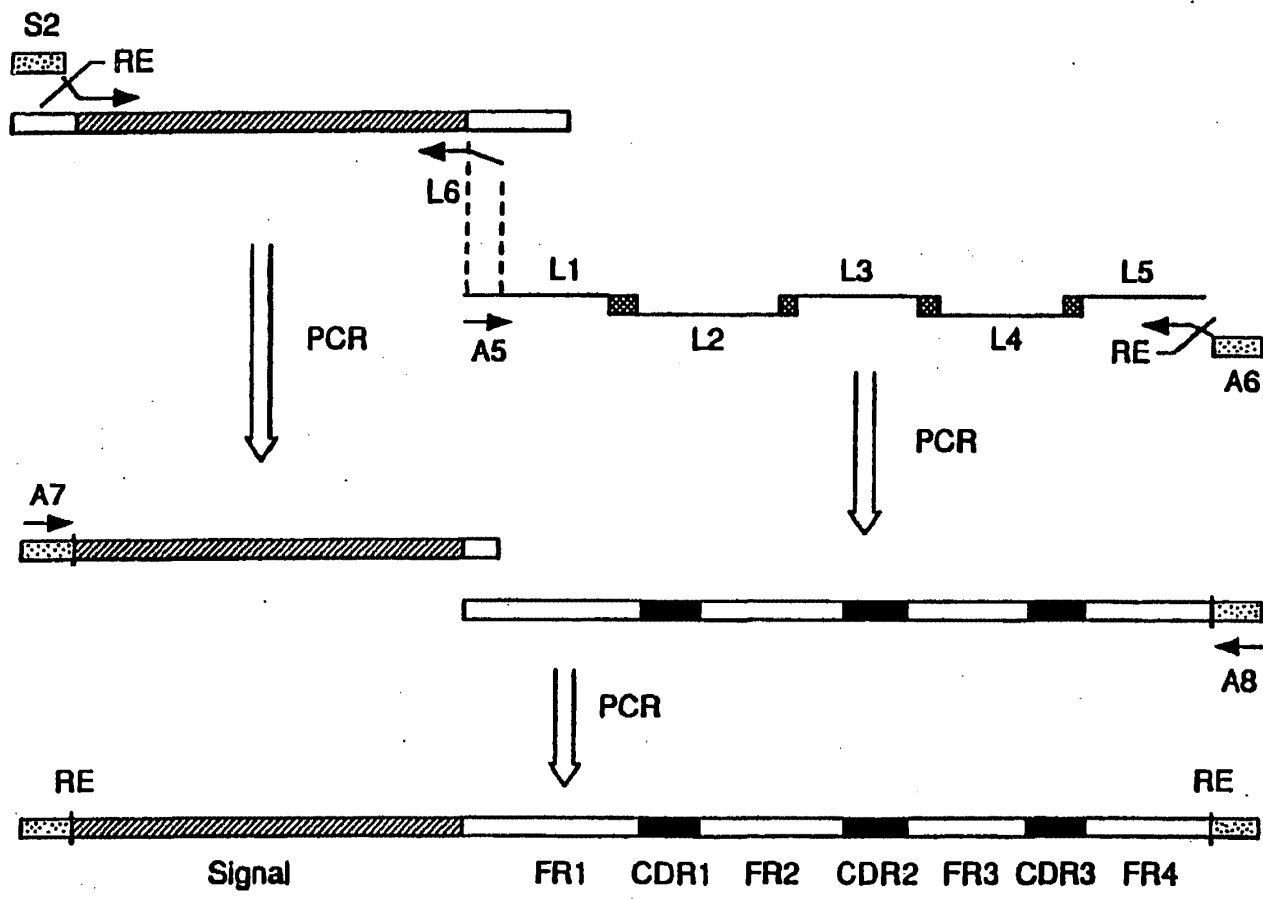 S2
RE
L6
L1
L3
L5
PCR
A5
L2
L4
RE
A6
PCR
A7
A8
PCR
RE
RE
Signal FR1 CDR1 FR2 CDR2 FR3 CDR3 FR4